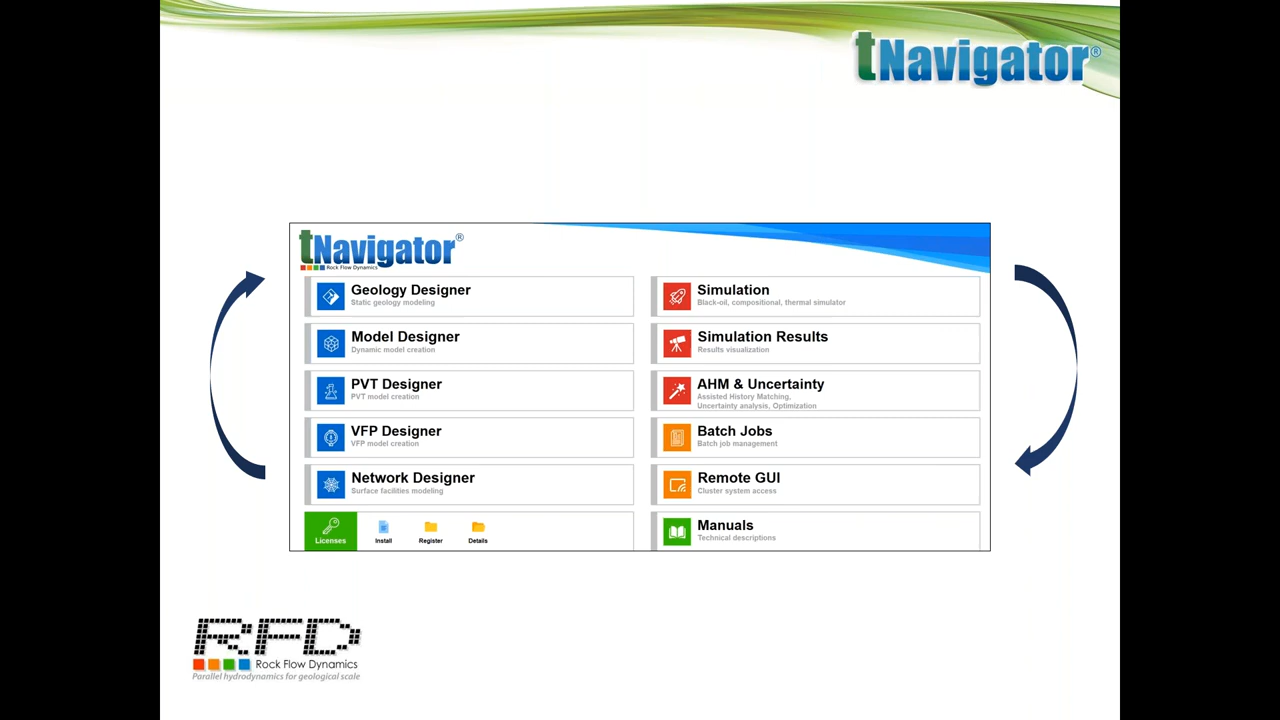 tNavigator®
tNavigator®
Rock Flow Dynamics
Geology Designer
Static geology modeling
Model Designer
Dynamic model creation
PVT Designer
PVT model creation
VFP Designer
VFP model creation
Network Designer
Surface facilities modeling
Licenses
Install
Register
Details
Simulation
Black-oil, compositional, thermal simulator
Simulation Results
Results visualization
AHM & Uncertainty
Assisted History Matching,
Uncertainty analysis, Optimization
Batch Jobs
Batch job management
Remote GUI
Cluster system access
Manuals
Technical descriptions
RFD
Rock Flow Dynamics
Parallel hydrodynamics for geological scale